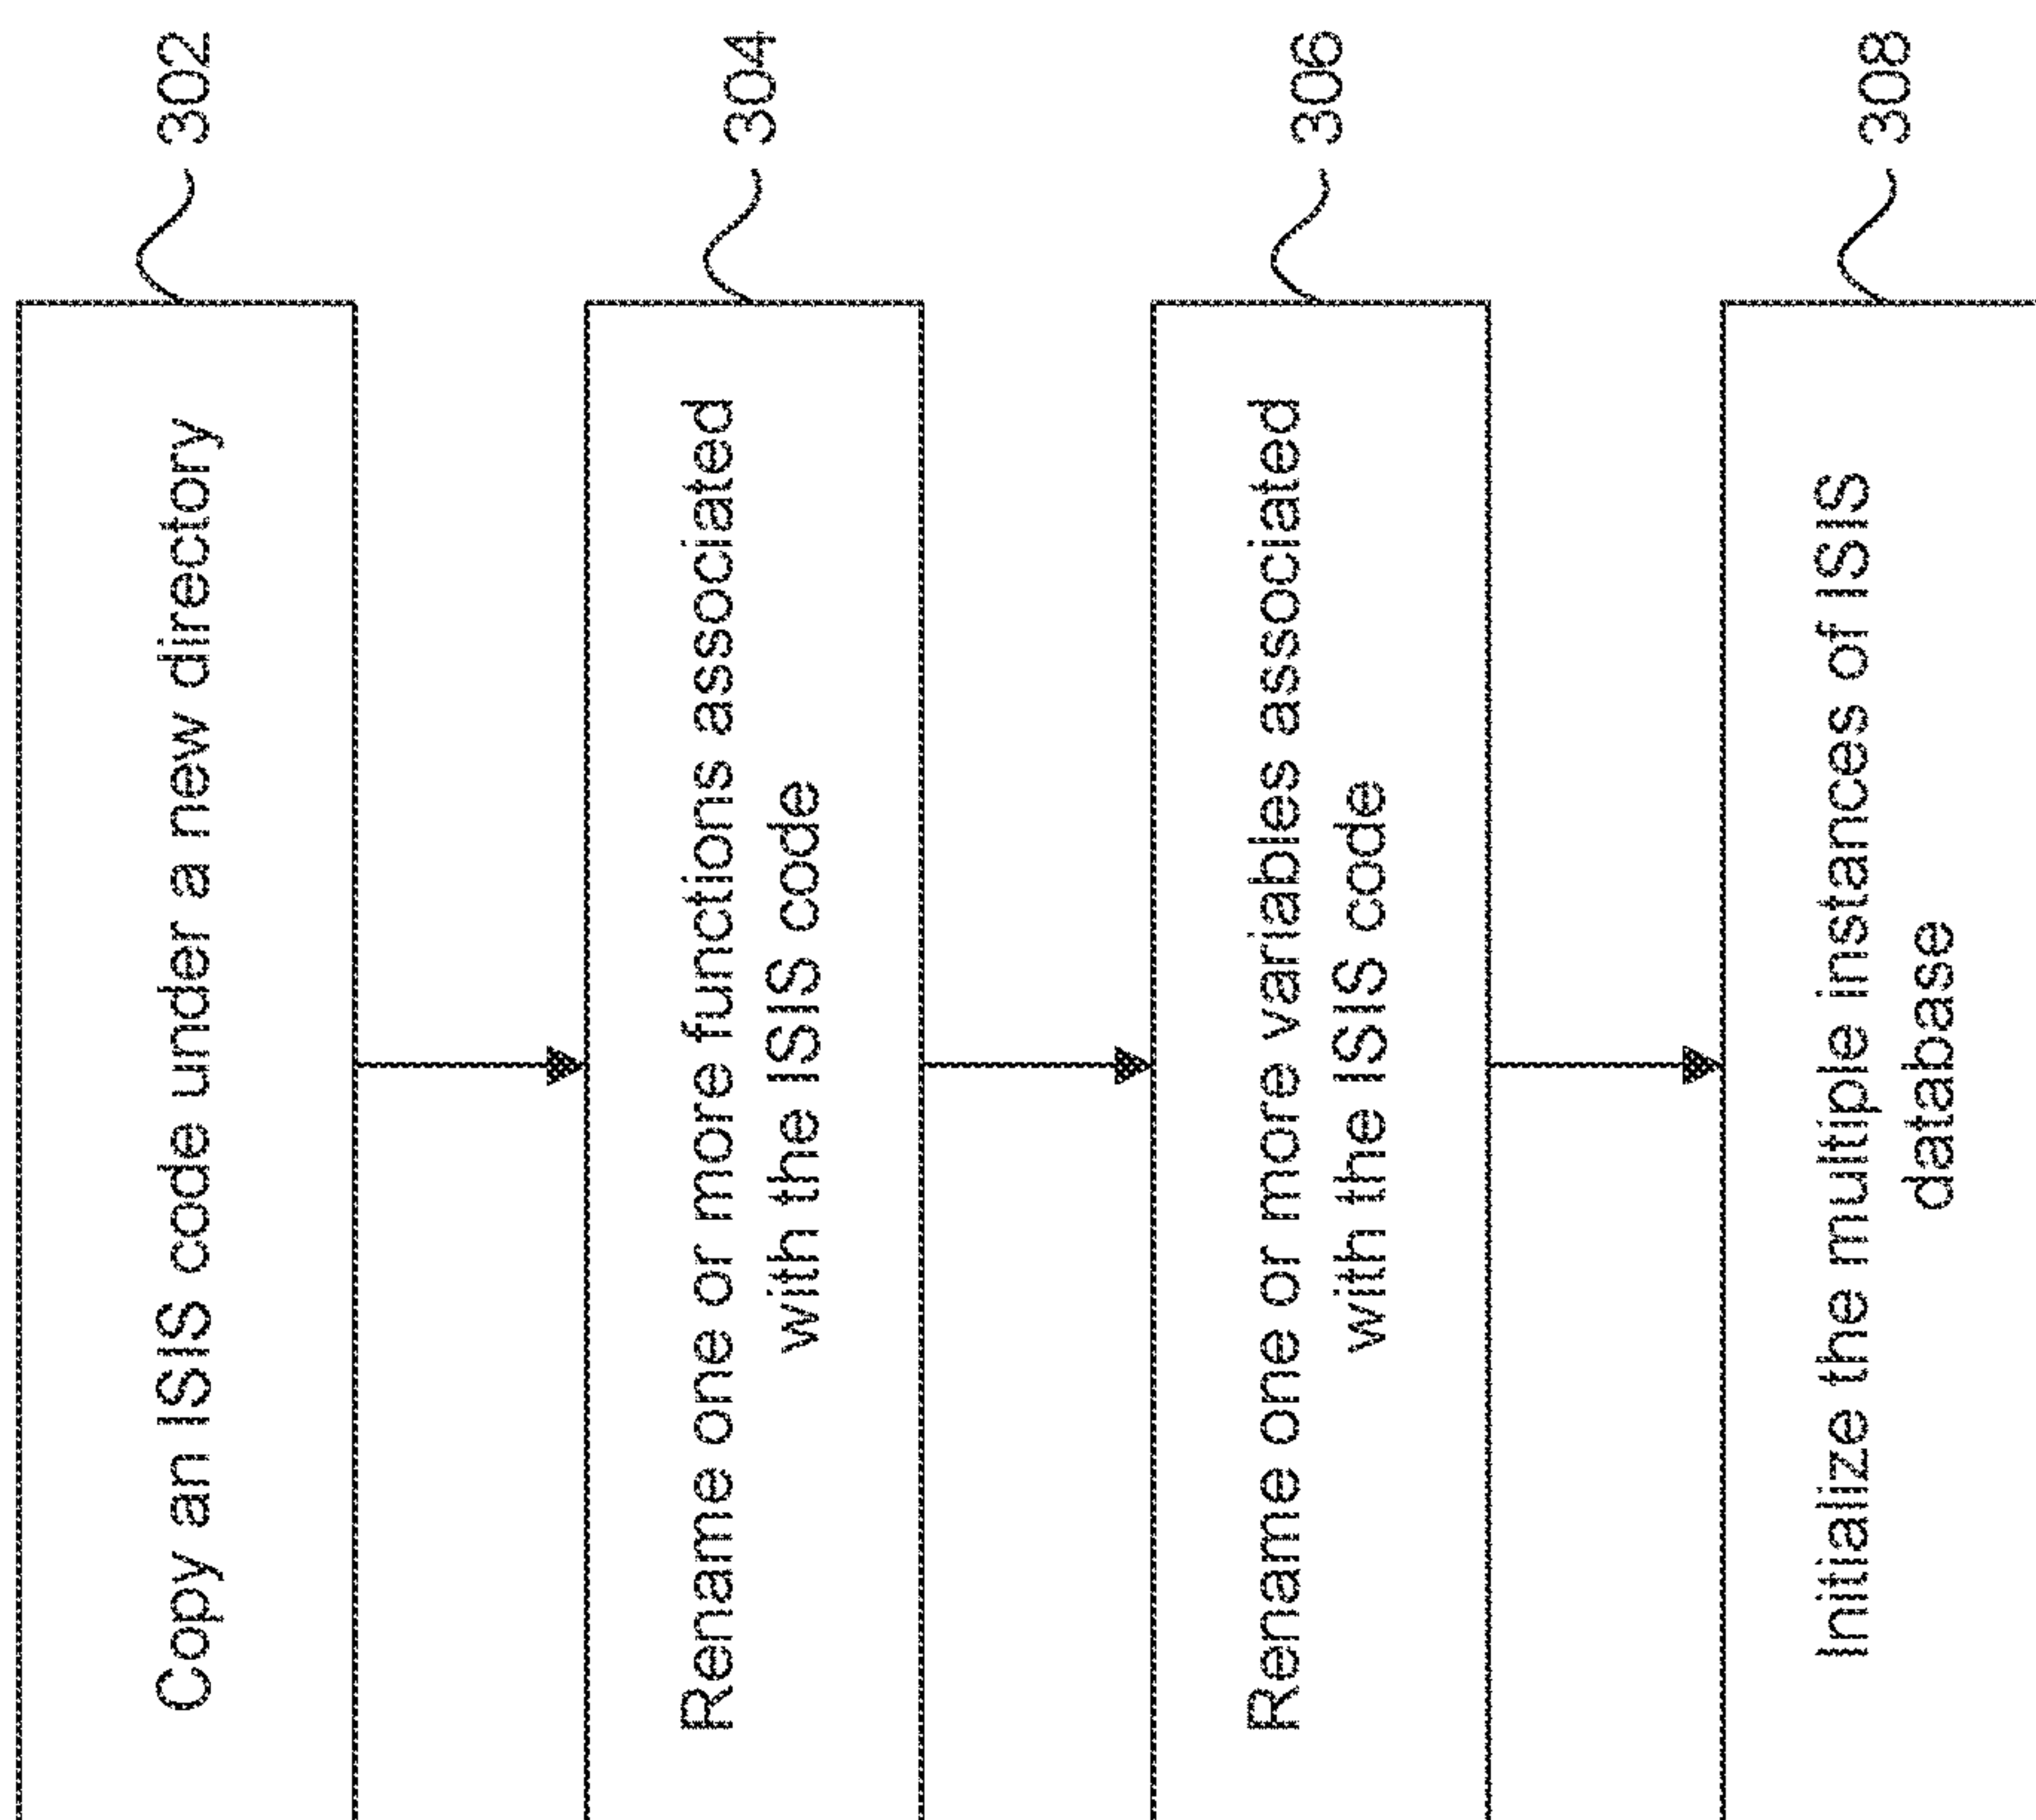 Copy an ISIS code under a new directory
302
Rename one or more functions associated
with the ISIS code
304
Rename one or more variables associated
with the ISIS code
306
Initialize the multiple instances of ISIS
database
308